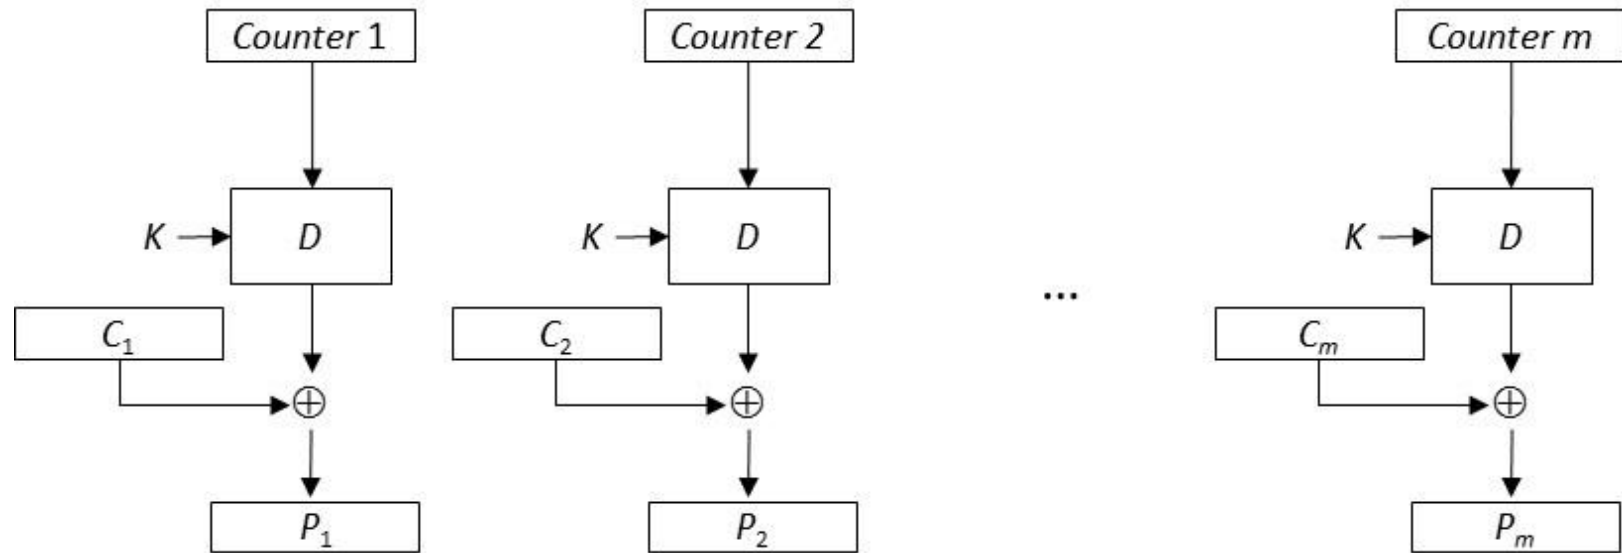 Counter 1 Counter 2 Counter m
K D K D ... K D
C1 C2 Cm
⊕ ⊕ ⊕
P1 P2 Pm